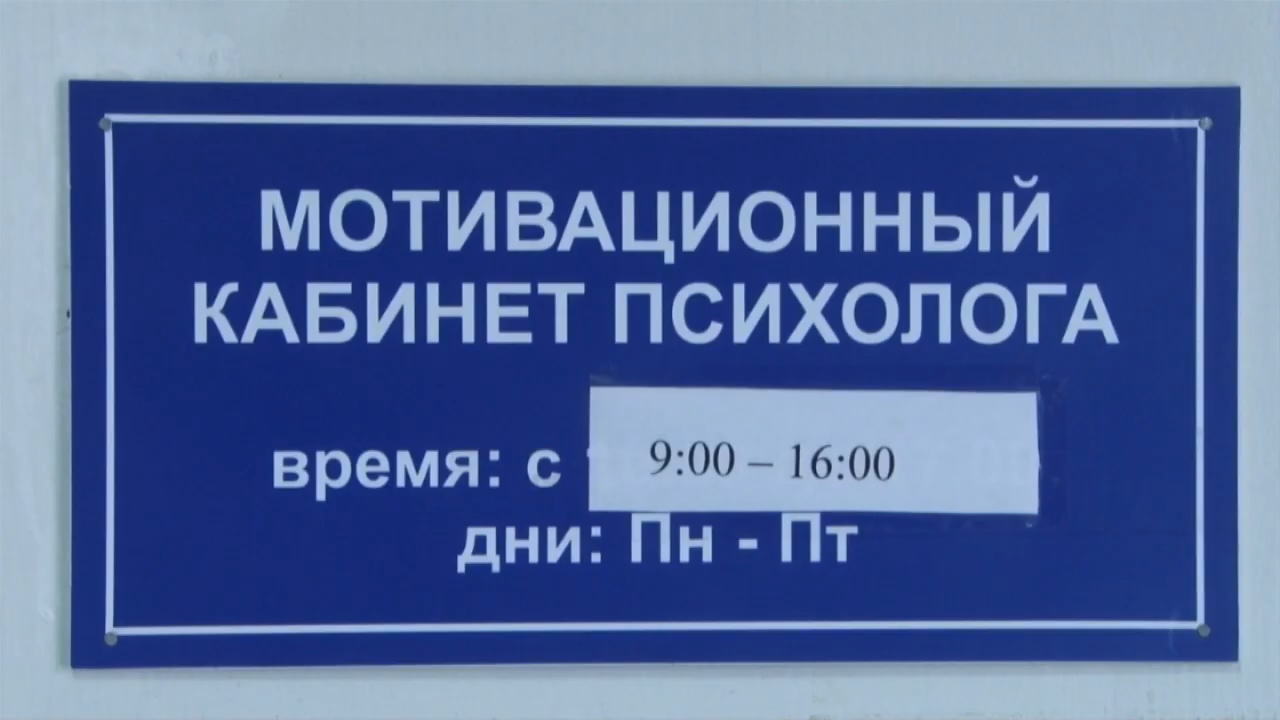 МОТИВАЦИОННЫЙ
КАБИНЕТ ПСИХОЛОГА
время: с 9:00 – 16:00
дни: Пн - Пт